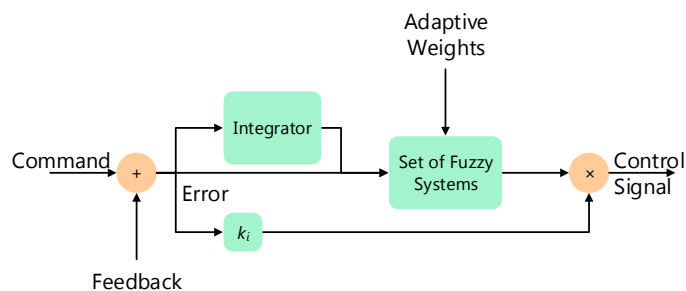 Adaptive
Weights
Integrator
Command
+
Set of Fuzzy
Systems
×
Control
Signal
Error
kᵢ
Feedback